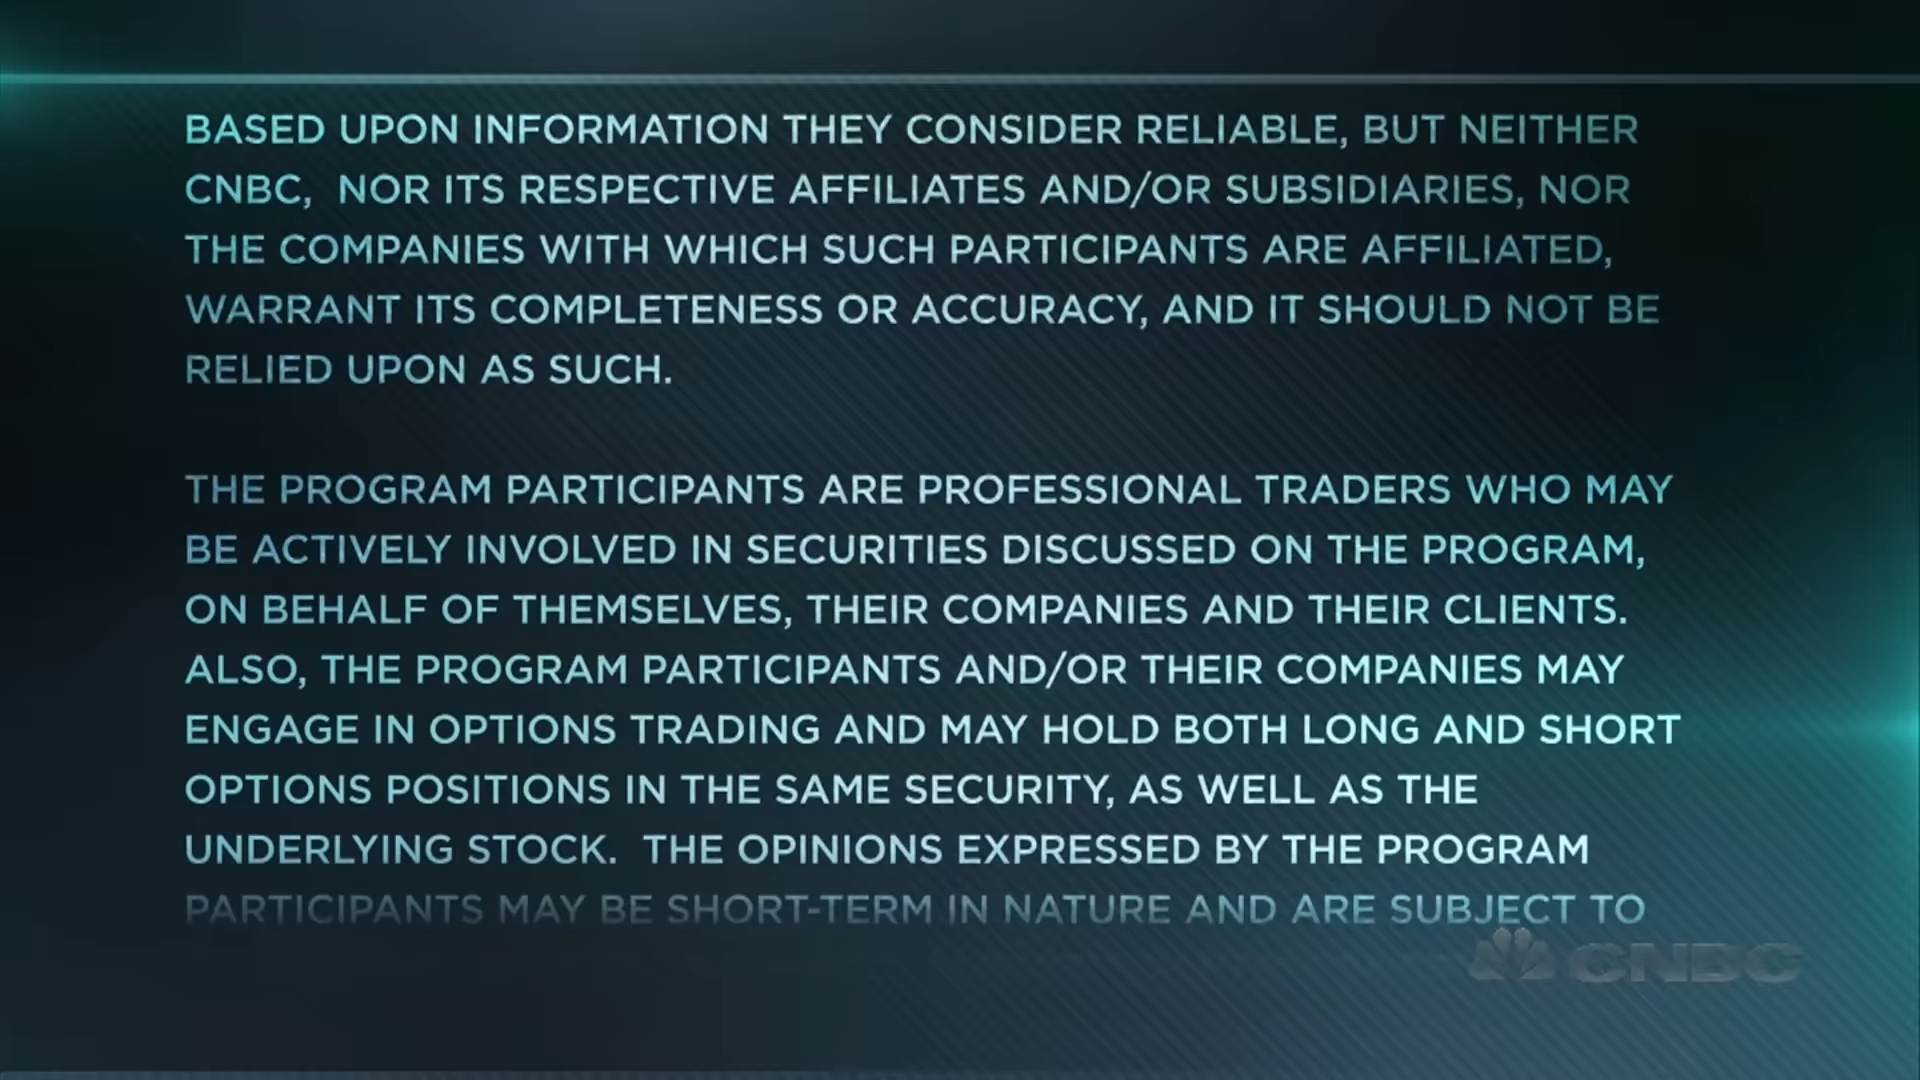 BASED UPON INFORMATION THEY CONSIDER RELIABLE, BUT NEITHER
CNBC,  NOR ITS RESPECTIVE AFFILIATES AND/OR SUBSIDIARIES, NOR
THE COMPANIES WITH WHICH SUCH PARTICIPANTS ARE AFFILIATED,
WARRANT ITS COMPLETENESS OR ACCURACY, AND IT SHOULD NOT BE
RELIED UPON AS SUCH.
THE PROGRAM PARTICIPANTS ARE PROFESSIONAL TRADERS WHO MAY
BE ACTIVELY INVOLVED IN SECURITIES DISCUSSED ON THE PROGRAM,
ON BEHALF OF THEMSELVES, THEIR COMPANIES AND THEIR CLIENTS.
ALSO, THE PROGRAM PARTICIPANTS AND/OR THEIR COMPANIES MAY
ENGAGE IN OPTIONS TRADING AND MAY HOLD BOTH LONG AND SHORT
OPTIONS POSITIONS IN THE SAME SECURITY, AS WELL AS THE
UNDERLYING STOCK.  THE OPINIONS EXPRESSED BY THE PROGRAM
PARTICIPANTS MAY BE SHORT-TERM IN NATURE AND ARE SUBJECT TO
CNBC